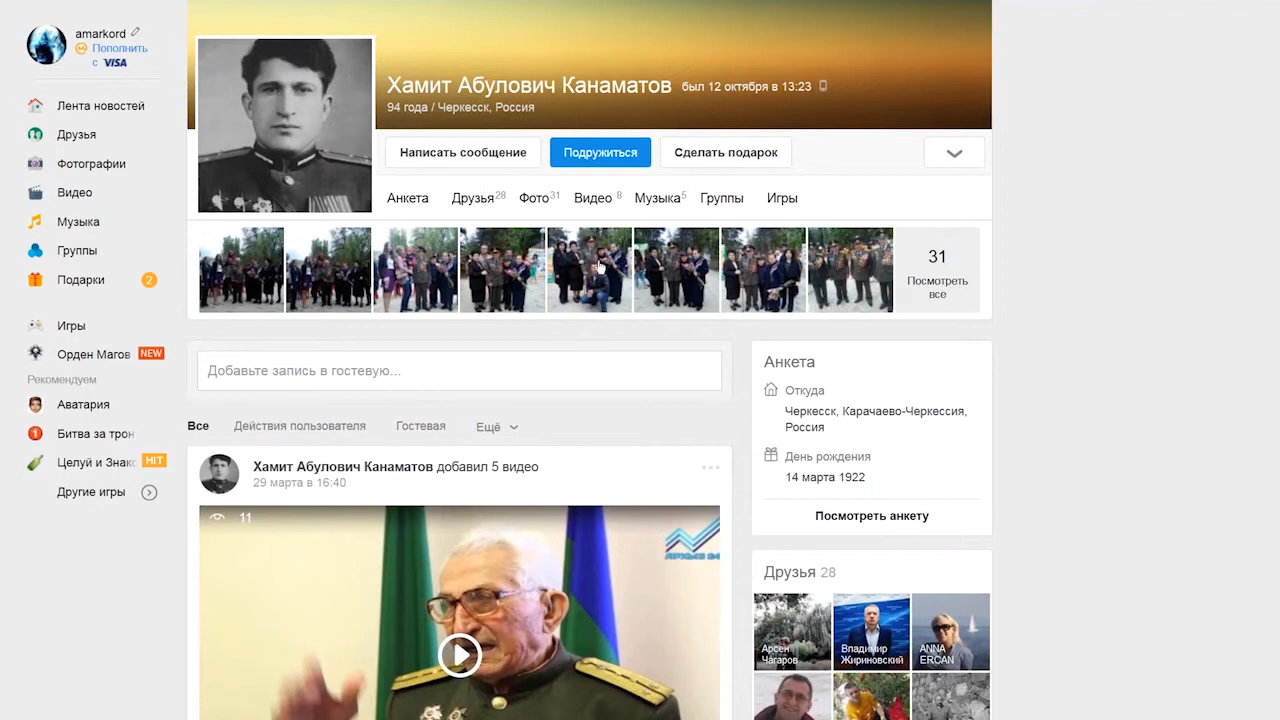 amarkord
Пополнить
с VISA
Лента новостей
Друзья
Фотографии
Видео
Музыка
Группы
Подарки 2
Игры
Орден Магов NEW
Рекомендуем
Аватария
Битва за трон
Целуй и Знак HIT
Другие игры
Хамит Абулович Канаматов был 12 октября в 13:23
94 года / Черкесск, Россия
Написать сообщение Подружиться Сделать подарок
Анкета Друзья 28 Фото 31 Видео 8 Музыка 5 Группы Игры
31
Посмотреть
все
Добавьте запись в гостевую...
Все Действия пользователя Гостевая Ещё
Хамит Абулович Канаматов добавил 5 видео
29 марта в 16:40
11
Анкета
Откуда
Черкесск, Карачаево-Черкессия,
Россия
День рождения
14 марта 1922
Посмотреть анкету
Друзья 28
Арсен
Чагаров
Владимир
Жириновский
ANNA
ERCAN